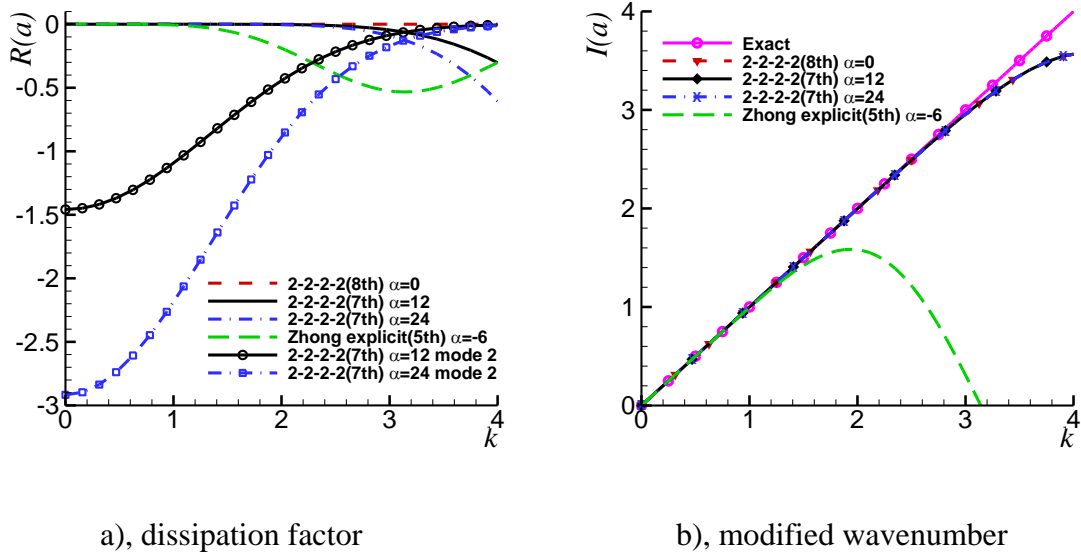 R(a)
0
-0.5
-1
-1.5
-2
-2.5
-3
0 1 2 3 4
k
2-2-2-2(8th) α=0
2-2-2-2(7th) α=12
2-2-2-2(7th) α=24
Zhong explicit(5th) α=-6
2-2-2-2(7th) α=12 mode 2
2-2-2-2(7th) α=24 mode 2
a), dissipation factor
I(a)
4
3
2
1
0
0 1 2 3 4
k
Exact
2-2-2-2(8th) α=0
2-2-2-2(7th) α=12
2-2-2-2(7th) α=24
Zhong explicit(5th) α=-6
b), modified wavenumber